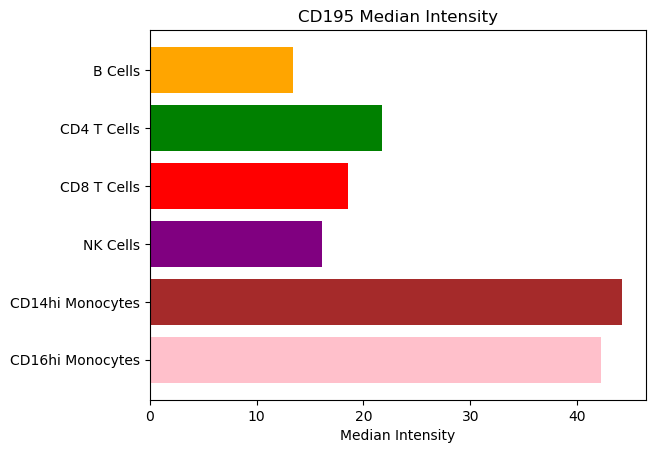 CD195 Median Intensity
B Cells
CD4 T Cells
CD8 T Cells
NK Cells
CD14hi Monocytes
CD16hi Monocytes
0 10 20 30 40
Median Intensity